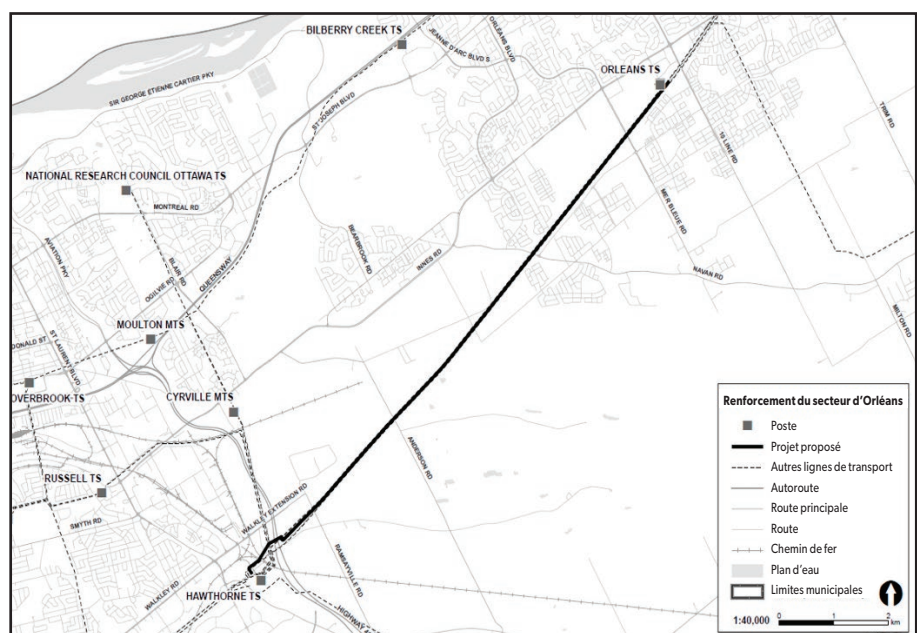 BILBERRY CREEK TS
ORLEANS BLVD
JEANNE D'ARC BLVD S
ORLEANS TS
SIR GEORGE ETIENNE CARTIER PKY
ST JOSEPH BLVD
TRIM RD
10 LINE RD
NATIONAL RESEARCH COUNCIL OTTAWA TS
MONTREAL RD
MER BLEUE RD
BEARBROOK RD
AVIATION PKY
BLAIR RD
OGILVIE RD
QUEENSWAY
INNES RD
NAVAN RD
MOULTON MTS
DONALD ST
ST LAURENT BLVD
MILTON RD
OVERBROOK TS
CYRVILLE MTS
RUSSELL TS
ANDERSON RD
SMYTH RD
WALKLEY EXTENSION RD
WALKLEY RD
RAMSAYVILLE RD
HAWTHORNE TS
HIGHWAY
Renforcement du secteur d'Orléans
Poste
Projet proposé
Autres lignes de transport
Autoroute
Route principale
Route
Chemin de fer
Plan d'eau
Limites municipales
1:40,000
0 1 2
km